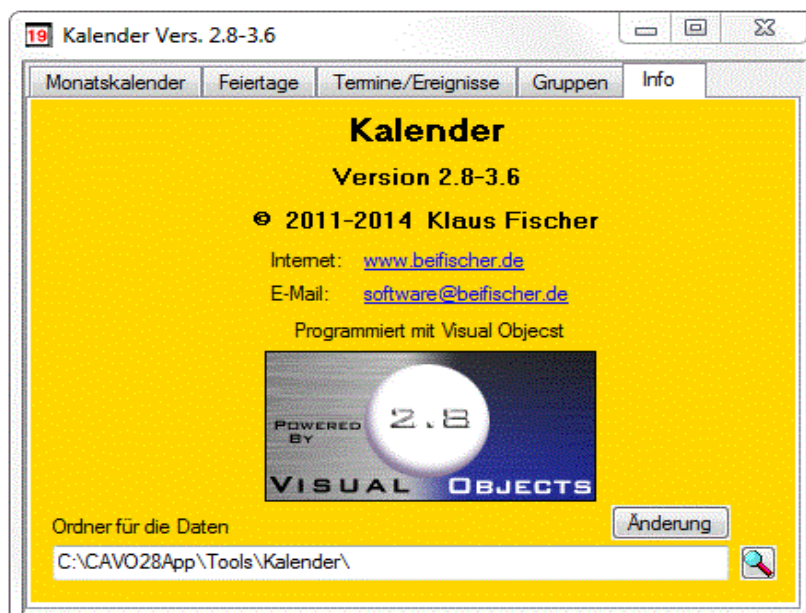 19 Kalender Vers. 2.8-3.6
Monatskalender Feiertage Termine/Ereignisse Gruppen Info
Kalender
Version 2.8-3.6
© 2011-2014 Klaus Fischer
Internet: www.beifischer.de
E-Mail: software@beifischer.de
Programmiert mit Visual Objecst
2.8
POWERED
BY
VISUAL OBJECTS
Ordner für die Daten
Änderung
C:\CAVO28App\Tools\Kalender\